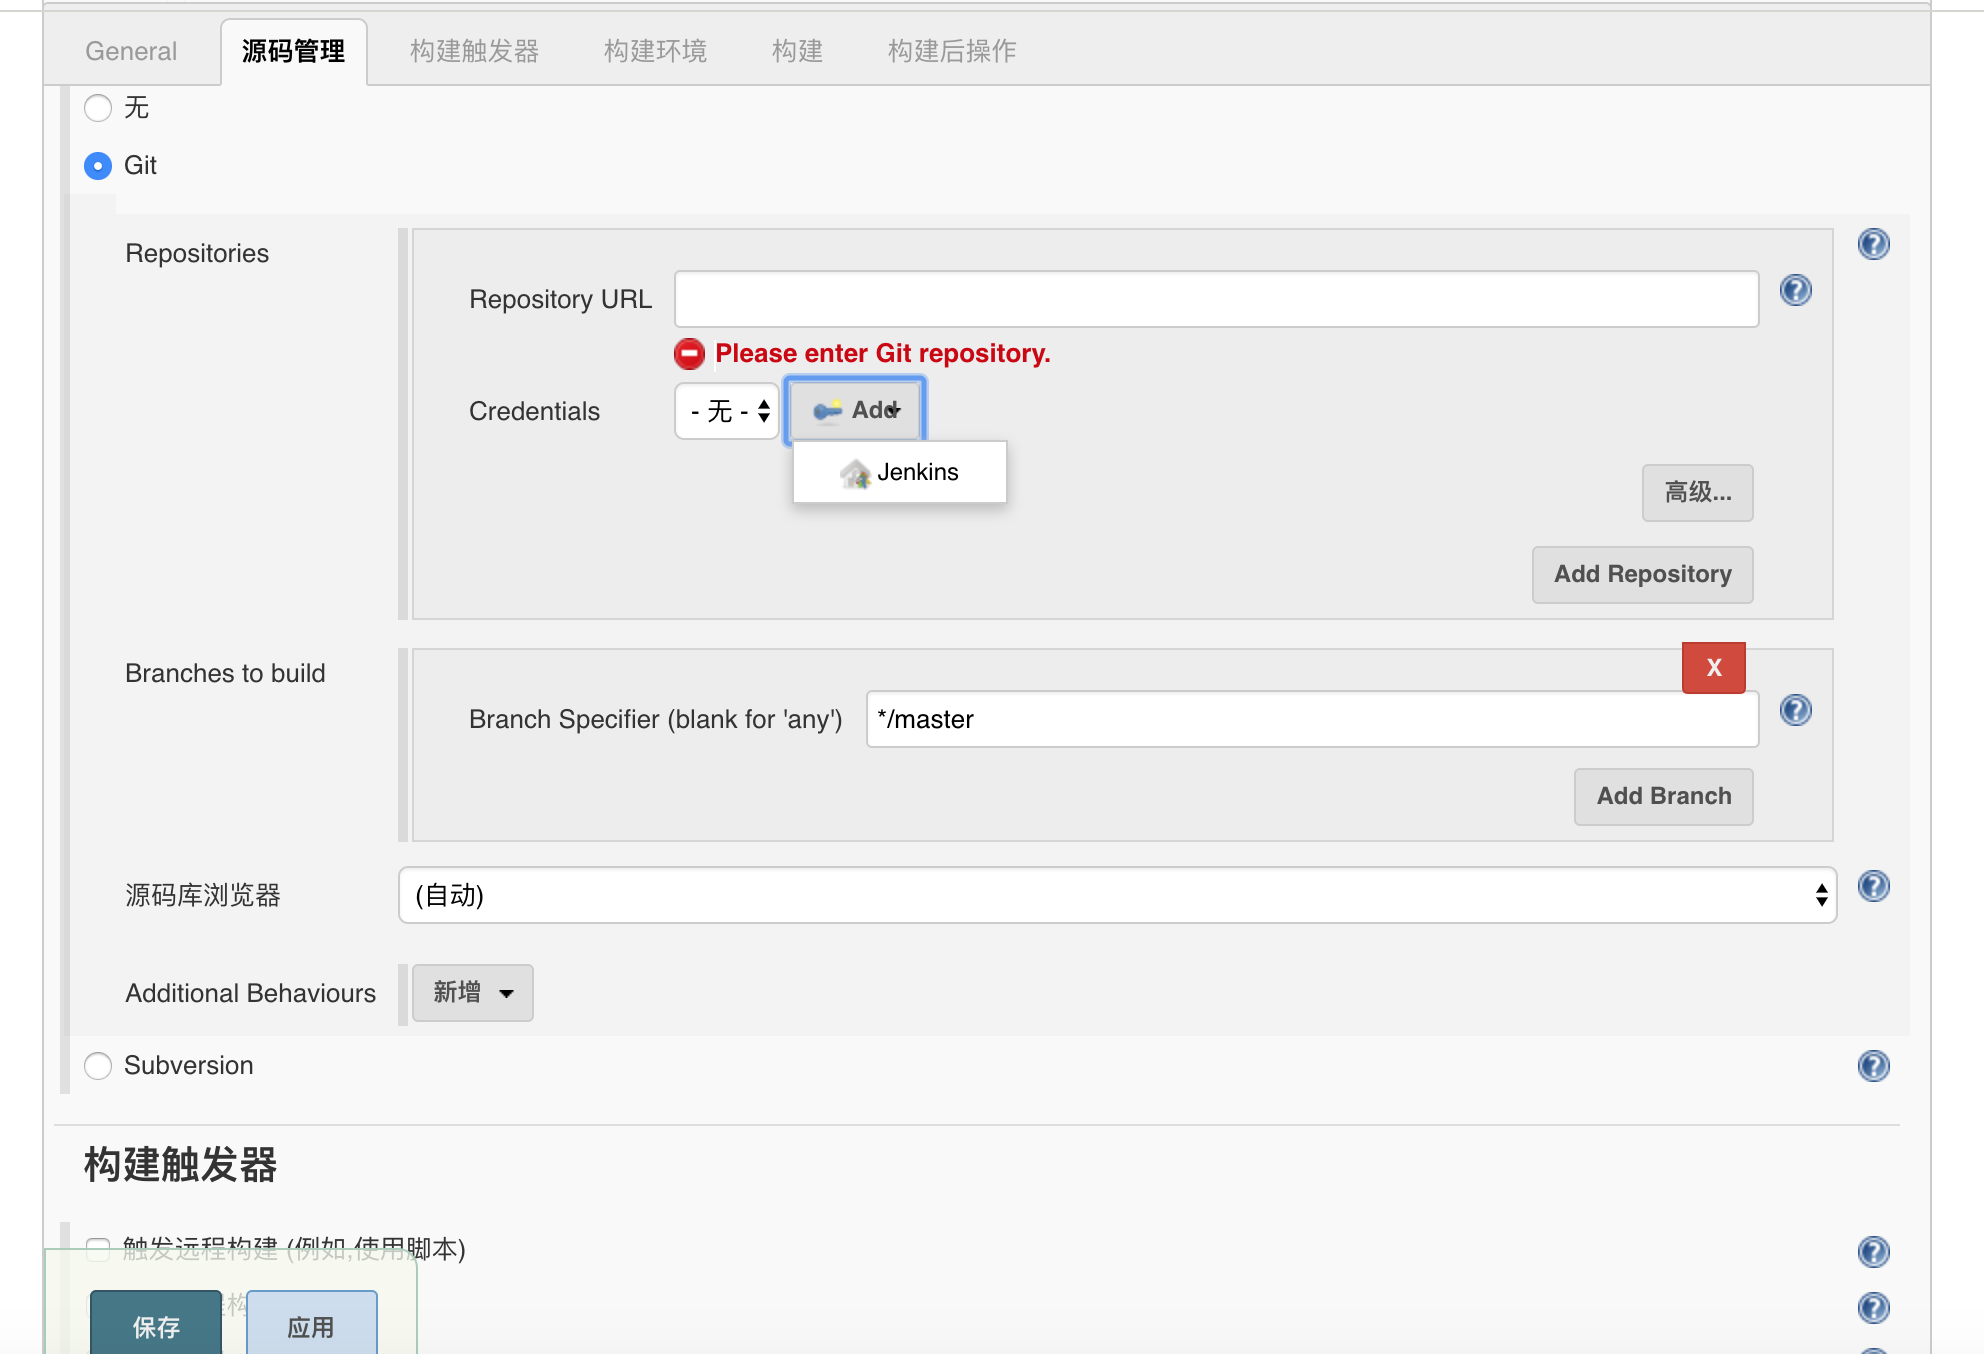 General 源码管理 构建触发器 构建环境 构建 构建后操作
无
Git
Repositories
Repository URL
Please enter Git repository.
Credentials - 无 - Add
Jenkins
高级...
Add Repository
Branches to build
X
Branch Specifier (blank for 'any') */master
Add Branch
源码库浏览器 (自动)
Additional Behaviours 新增
Subversion
构建触发器
触发远程构建 (例如,使用脚本)
保存 应用